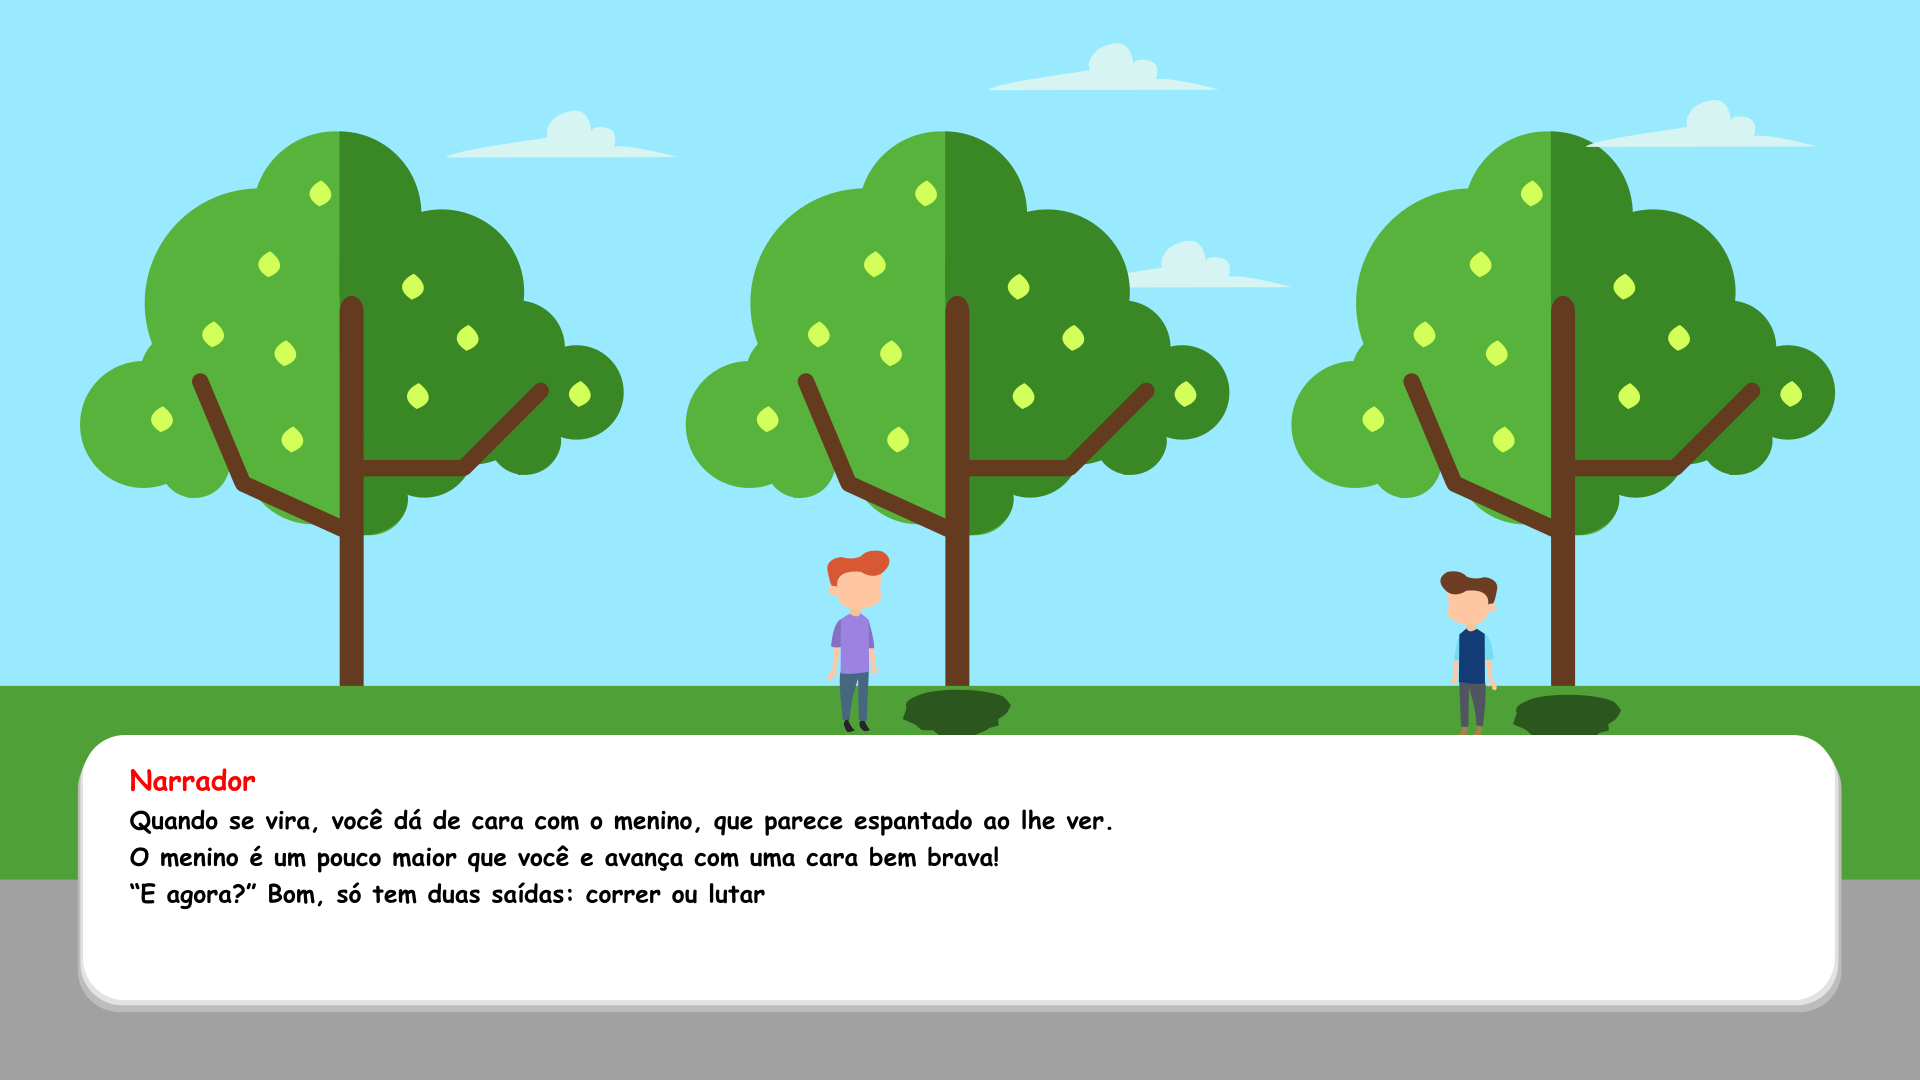 Narrador
Quando se vira, você dá de cara com o menino, que parece espantado ao lhe ver.
O menino é um pouco maior que você e avança com uma cara bem brava!
“E agora?” Bom, só tem duas saídas: correr ou lutar